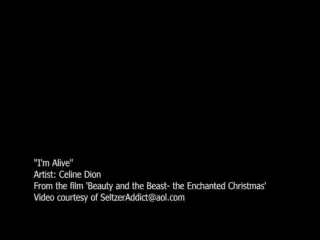 "I'm Alive"
Artist: Celine Dion
From the film 'Beauty and the Beast- the Enchanted Christmas'
Video courtesy of SeltzerAddict@aol.com